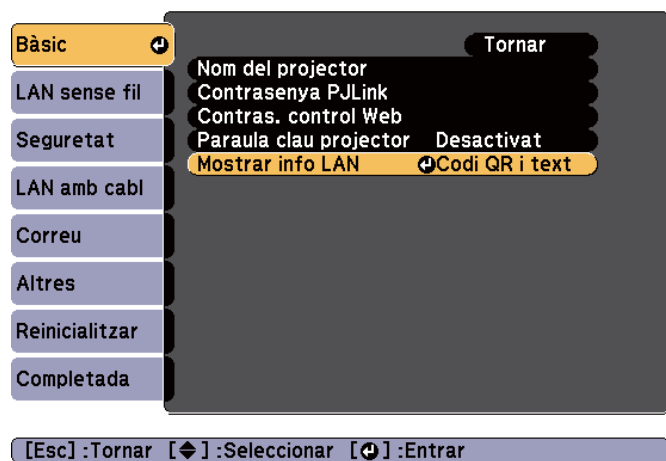 Bàsic
LAN sense fil
Seguretat
LAN amb cabl
Correu
Altres
Reinicialitzar
Completada
Tornar
Nom del projector
Contrasenya PJLink
Contras. control Web
Paraula clau projector Desactivat
Mostrar info LAN Codi QR i text
[Esc] :Tornar [ ] :Seleccionar [ ] :Entrar